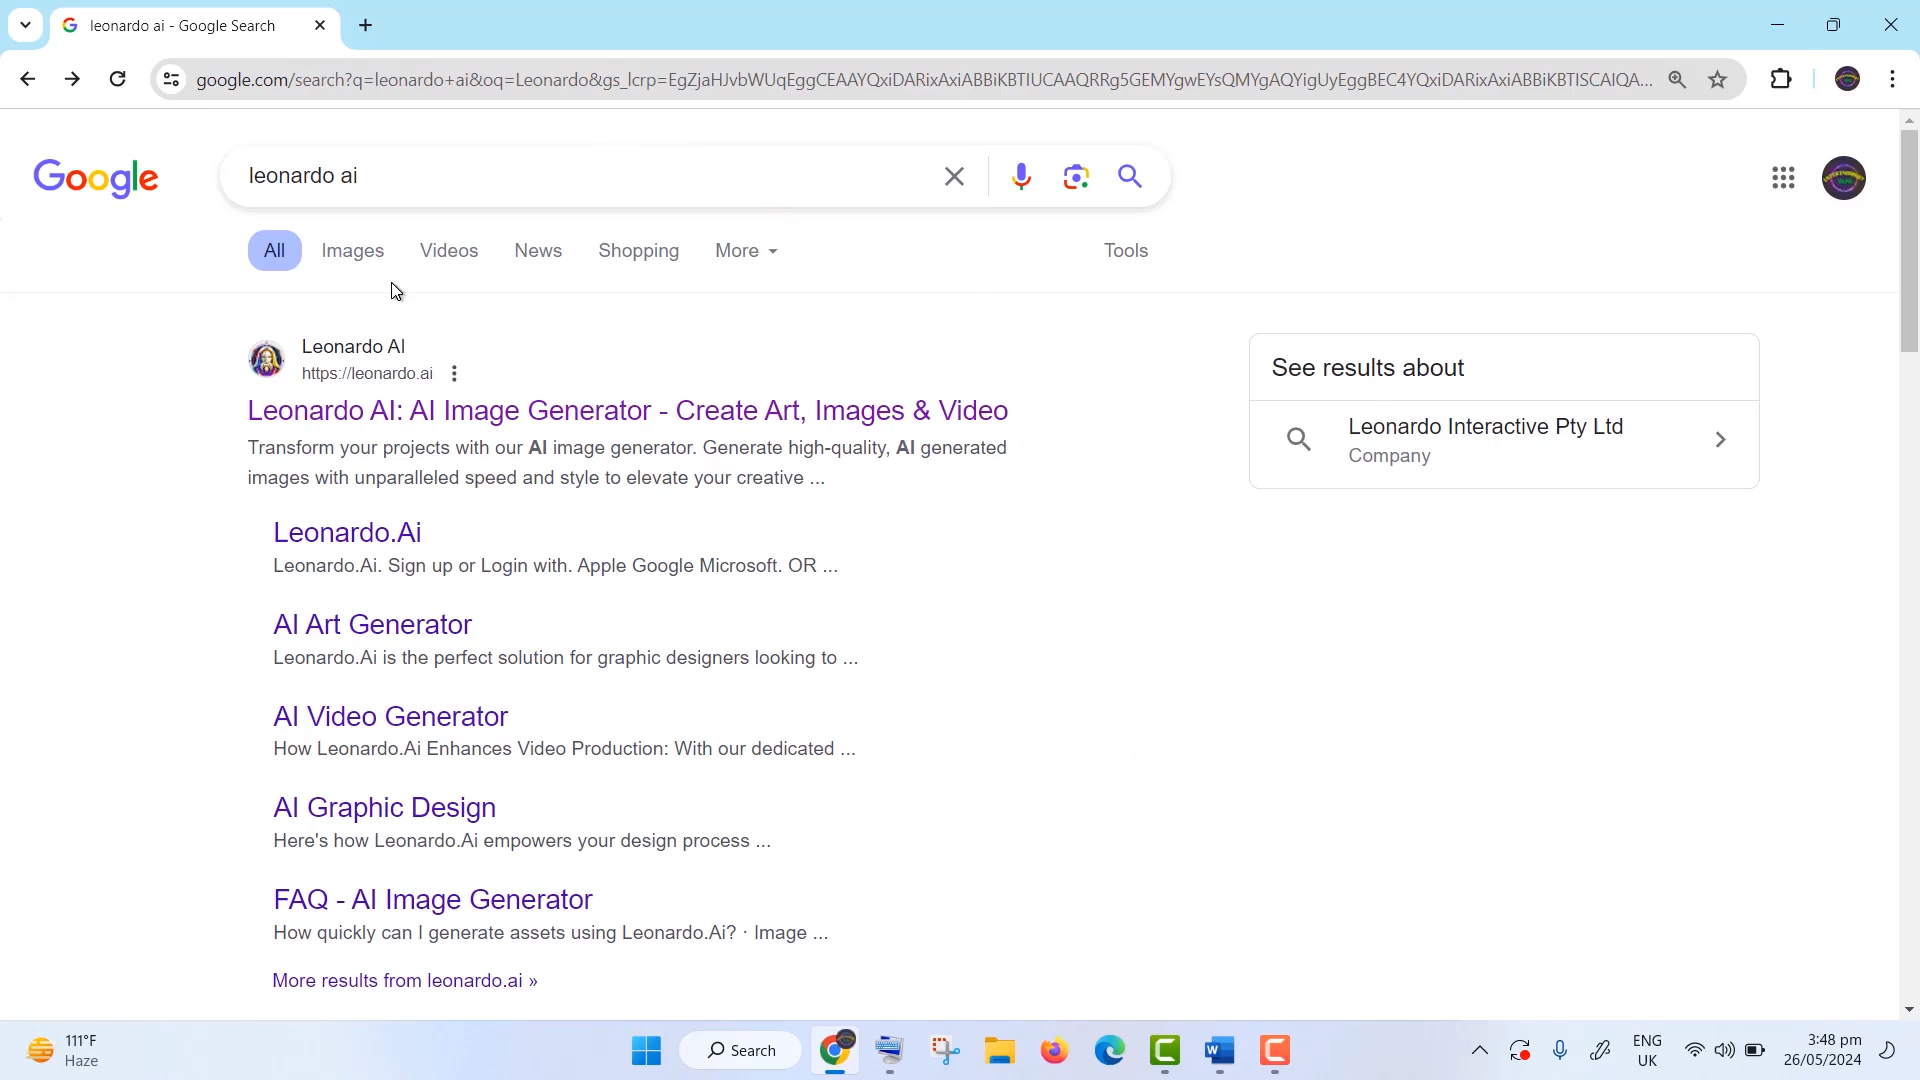 leonardo ai - Google Search
google.com/search?q=leonardo+ai&oq=Leonardo&gs_lcrp=EgZjaHJvbWUqEggCEAAYQxiDARixAxiABBiKBTIUCAAQRRg5GEMYgwEYsQMYgAQYigUyEggBEC4YQxiDARixAxiABBiKBTISCAIQA...
Google
leonardo ai
All Images Videos News Shopping More Tools
Leonardo AI
https://leonardo.ai
Leonardo AI: AI Image Generator - Create Art, Images & Video
Transform your projects with our AI image generator. Generate high-quality, AI generated
images with unparalleled speed and style to elevate your creative ...
See results about
Leonardo Interactive Pty Ltd
Company
Leonardo.Ai
Leonardo.Ai. Sign up or Login with. Apple Google Microsoft. OR ...
AI Art Generator
Leonardo.Ai is the perfect solution for graphic designers looking to ...
AI Video Generator
How Leonardo.Ai Enhances Video Production: With our dedicated ...
AI Graphic Design
Here's how Leonardo.Ai empowers your design process ...
FAQ - AI Image Generator
How quickly can I generate assets using Leonardo.Ai? · Image ...
More results from leonardo.ai »
111°F
Haze
Search
ENG
UK
3:48 pm
26/05/2024